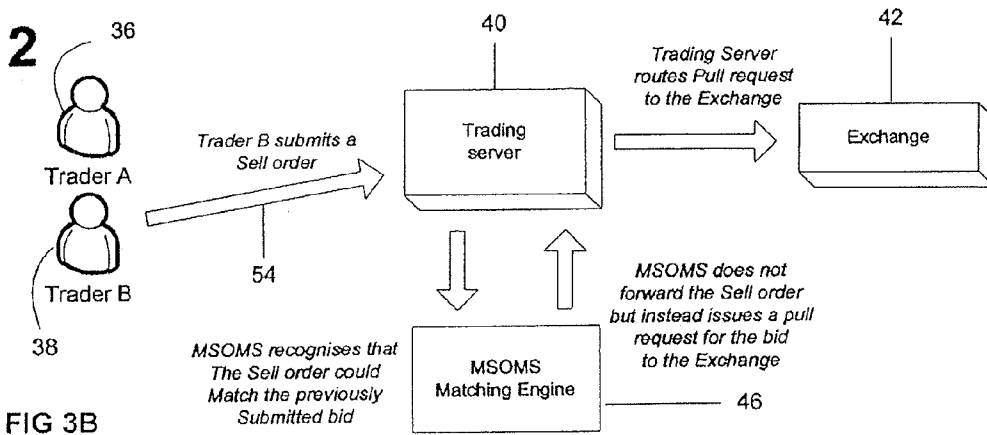 2
36
Trader A
Trader B
38
FIG 3B
Trader B submits a
Sell order
54
40
Trading
server
Trading Server
routes Pull request
to the Exchange
42
Exchange
MSOMS recognises that
The Sell order could
Match the previously
Submitted bid
MSOMS
Matching Engine
46
MSOMS does not
forward the Sell order
but instead issues a pull
request for the bid
to the Exchange